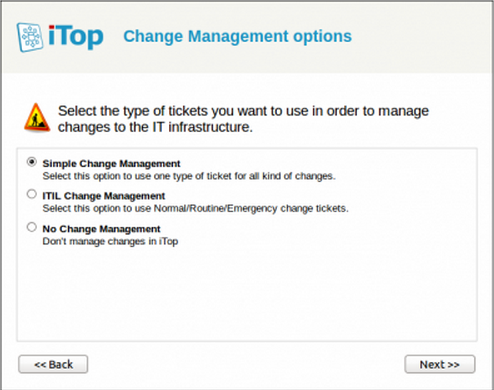 iTop Change Management options
Select the type of tickets you want to use in order to manage
changes to the IT infrastructure.
Simple Change Management
Select this option to use one type of ticket for all kind of changes.
ITIL Change Management
Select this option to use Normal/Routine/Emergency change tickets.
No Change Management
Don't manage changes in iTop
<< Back Next >>